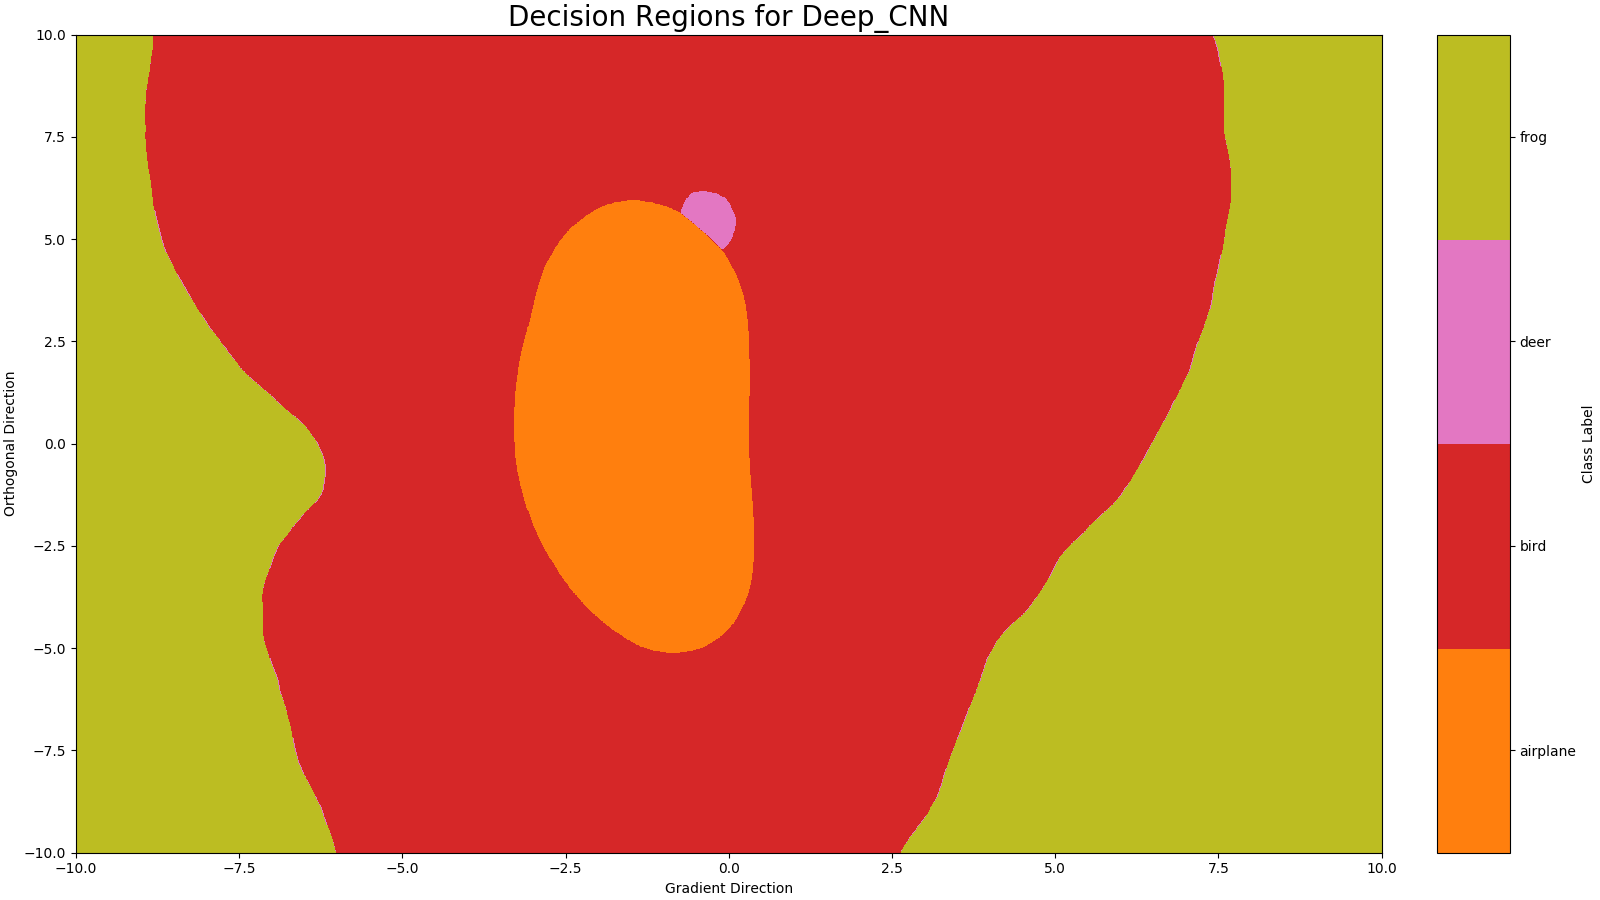 Decision Regions for Deep_CNN
10.0
7.5
5.0
2.5
0.0
−2.5
−5.0
−7.5
−10.0
Orthogonal Direction
−10.0 −7.5 −5.0 −2.5 0.0 2.5 5.0 7.5 10.0
Gradient Direction
frog
deer
bird
airplane
Class Label